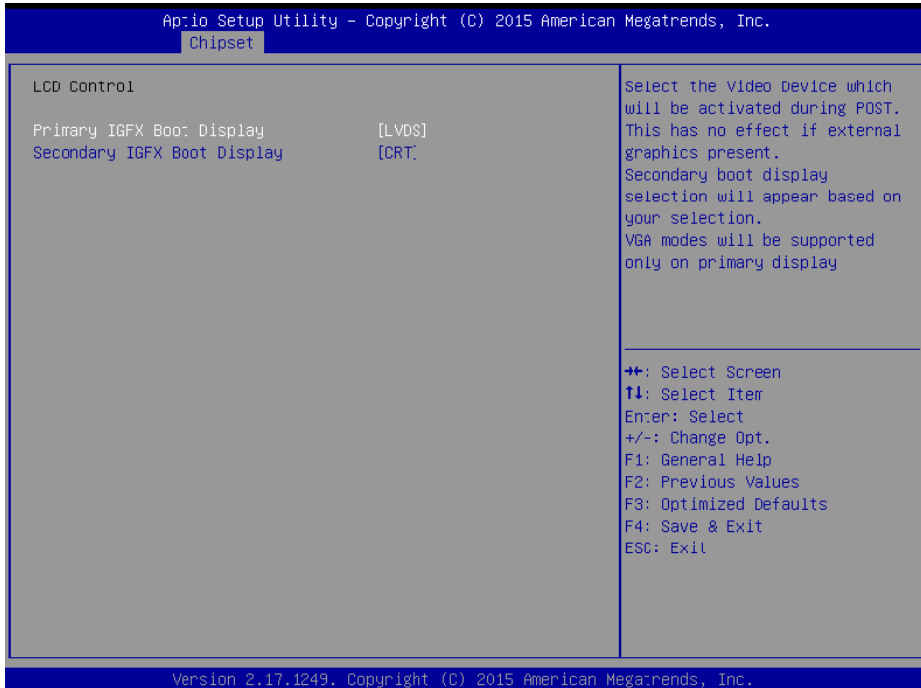 Aptio Setup Utility – Copyright (C) 2015 American Megatrends, Inc.
Chipset
LCD Control
Primary IGFX Boot Display [LVDS]
Secondary IGFX Boot Display [CRT]
Select the Video Device which
will be activated during POST.
This has no effect if external
graphics present.
Secondary boot display
selection will appear based on
your selection.
VGA modes will be supported
only on primary display
→←: Select Screen
↑↓: Select Item
Enter: Select
+/-: Change Opt.
F1: General Help
F2: Previous Values
F3: Optimized Defaults
F4: Save & Exit
ESC: Exit
Version 2.17.1249. Copyright (C) 2015 American Megatrends, Inc.